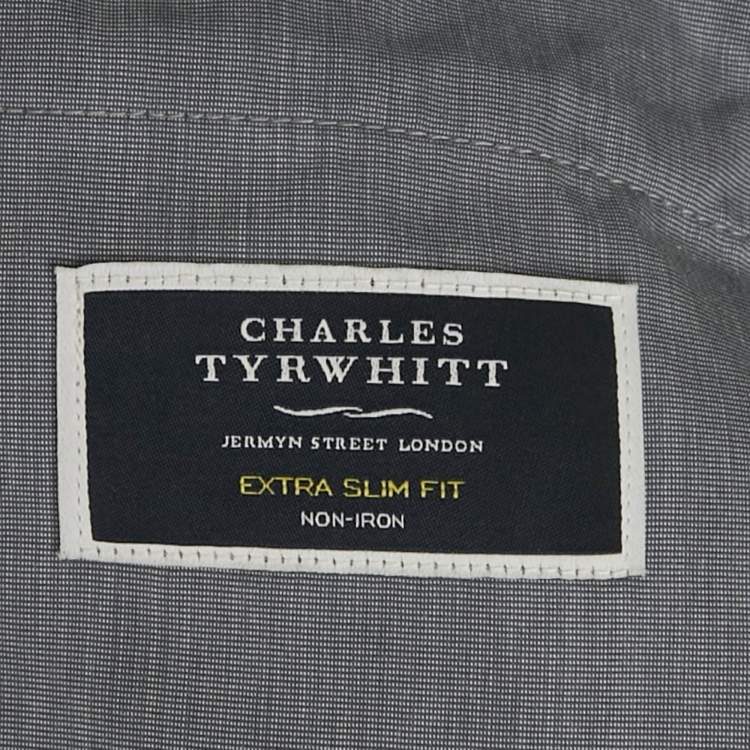 CHARLES
TYRWHITT
JERMYN STREET LONDON
EXTRA SLIM FIT
NON-IRON